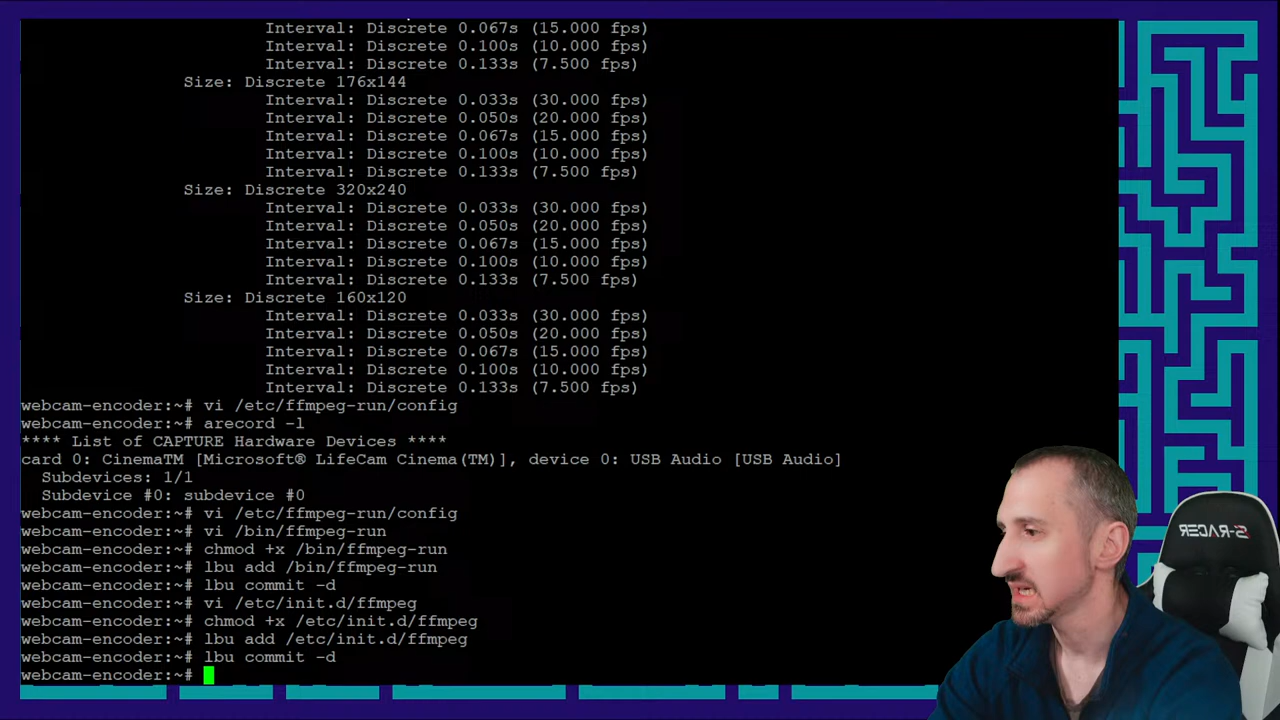 Interval: Discrete 0.067s (15.000 fps)
Interval: Discrete 0.100s (10.000 fps)
Interval: Discrete 0.133s (7.500 fps)
Size: Discrete 176x144
Interval: Discrete 0.033s (30.000 fps)
Interval: Discrete 0.050s (20.000 fps)
Interval: Discrete 0.067s (15.000 fps)
Interval: Discrete 0.100s (10.000 fps)
Interval: Discrete 0.133s (7.500 fps)
Size: Discrete 320x240
Interval: Discrete 0.033s (30.000 fps)
Interval: Discrete 0.050s (20.000 fps)
Interval: Discrete 0.067s (15.000 fps)
Interval: Discrete 0.100s (10.000 fps)
Interval: Discrete 0.133s (7.500 fps)
Size: Discrete 160x120
Interval: Discrete 0.033s (30.000 fps)
Interval: Discrete 0.050s (20.000 fps)
Interval: Discrete 0.067s (15.000 fps)
Interval: Discrete 0.100s (10.000 fps)
Interval: Discrete 0.133s (7.500 fps)
webcam-encoder:~# vi /etc/ffmpeg-run/config
webcam-encoder:~# arecord -l
**** List of CAPTURE Hardware Devices ****
card 0: CinemaTM [Microsoft® LifeCam Cinema(TM)], device 0: USB Audio [USB Audio]
Subdevices: 1/1
Subdevice #0: subdevice #0
webcam-encoder:~# vi /etc/ffmpeg-run/config
webcam-encoder:~# vi /bin/ffmpeg-run
webcam-encoder:~# chmod +x /bin/ffmpeg-run
webcam-encoder:~# lbu add /bin/ffmpeg-run
webcam-encoder:~# lbu commit -d
webcam-encoder:~# vi /etc/init.d/ffmpeg
webcam-encoder:~# chmod +x /etc/init.d/ffmpeg
webcam-encoder:~# lbu add /etc/init.d/ffmpeg
webcam-encoder:~# lbu commit -d
webcam-encoder:~#
S-RACER